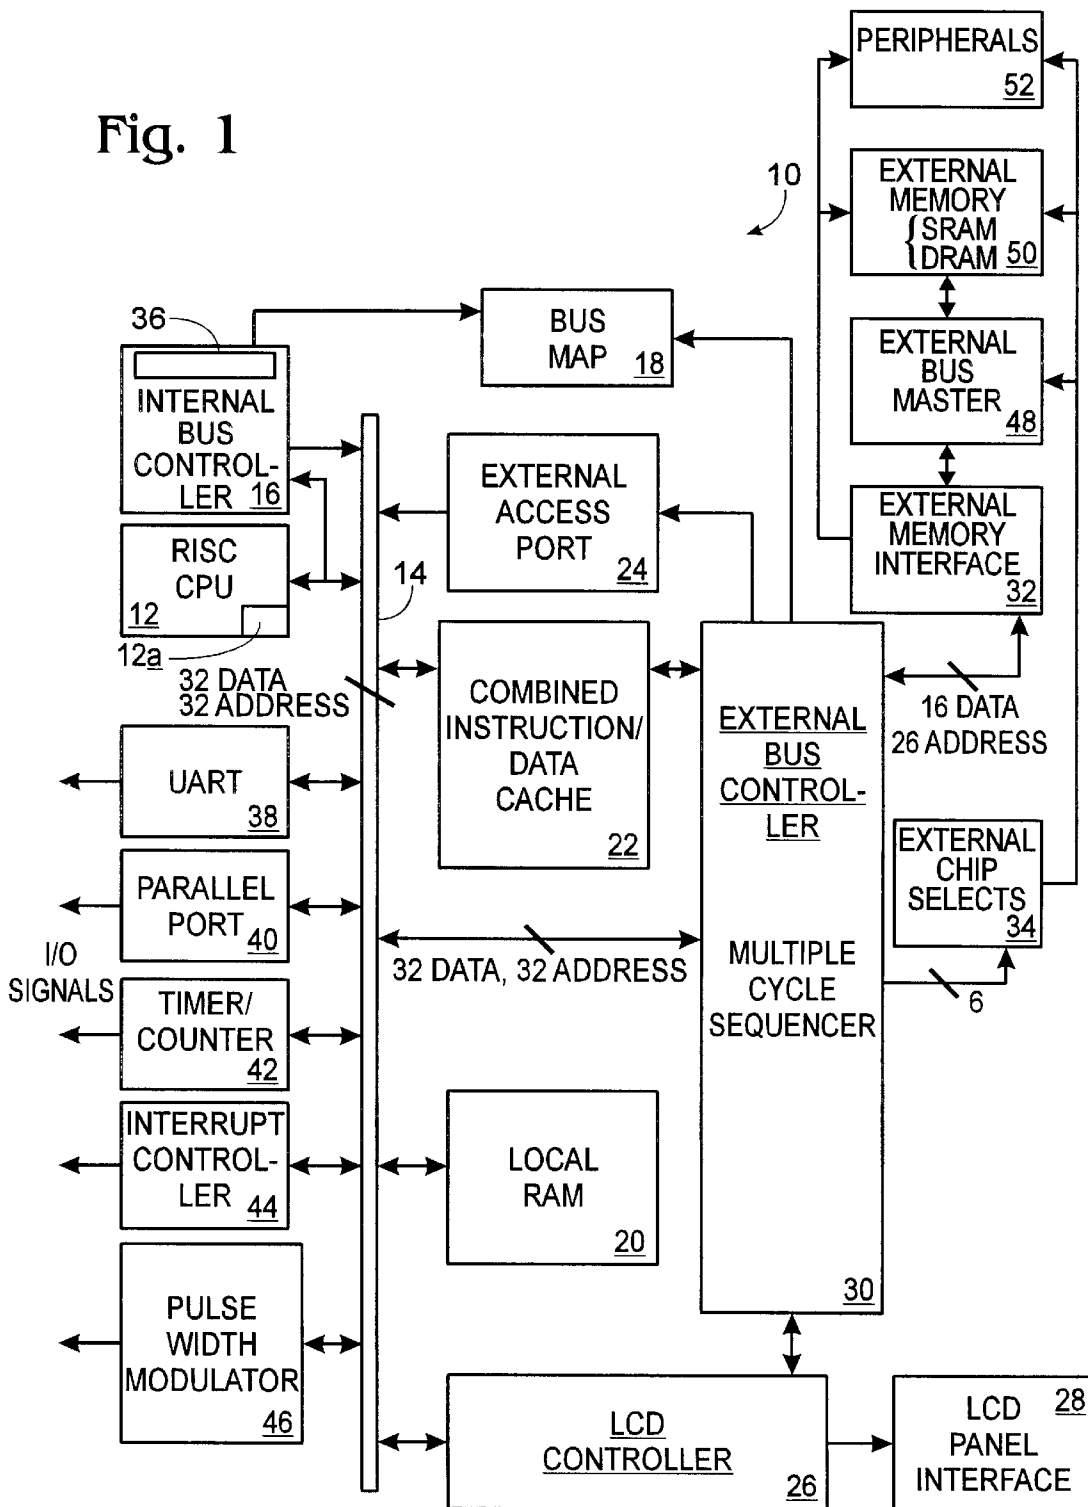 Fig. 1
10
PERIPHERALS
52
EXTERNAL
MEMORY
SRAM
DRAM
50
EXTERNAL
BUS
MASTER
48
EXTERNAL
MEMORY
INTERFACE
32
BUS
MAP
18
36
INTERNAL
BUS
CONTROL-
LER
16
RISC
CPU
12
12a
14
EXTERNAL
ACCESS
PORT
24
32 DATA
32 ADDRESS
COMBINED
INSTRUCTION/
DATA
CACHE
22
EXTERNAL
BUS
CONTROL-
LER
MULTIPLE
CYCLE
SEQUENCER
30
16 DATA
26 ADDRESS
EXTERNAL
CHIP
SELECTS
34
6
32 DATA, 32 ADDRESS
UART
38
PARALLEL
PORT
40
I/O
SIGNALS
TIMER/
COUNTER
42
INTERRUPT
CONTROL-
LER
44
PULSE
WIDTH
MODULATOR
46
LOCAL
RAM
20
LCD
CONTROLLER
26
28
LCD
PANEL
INTERFACE